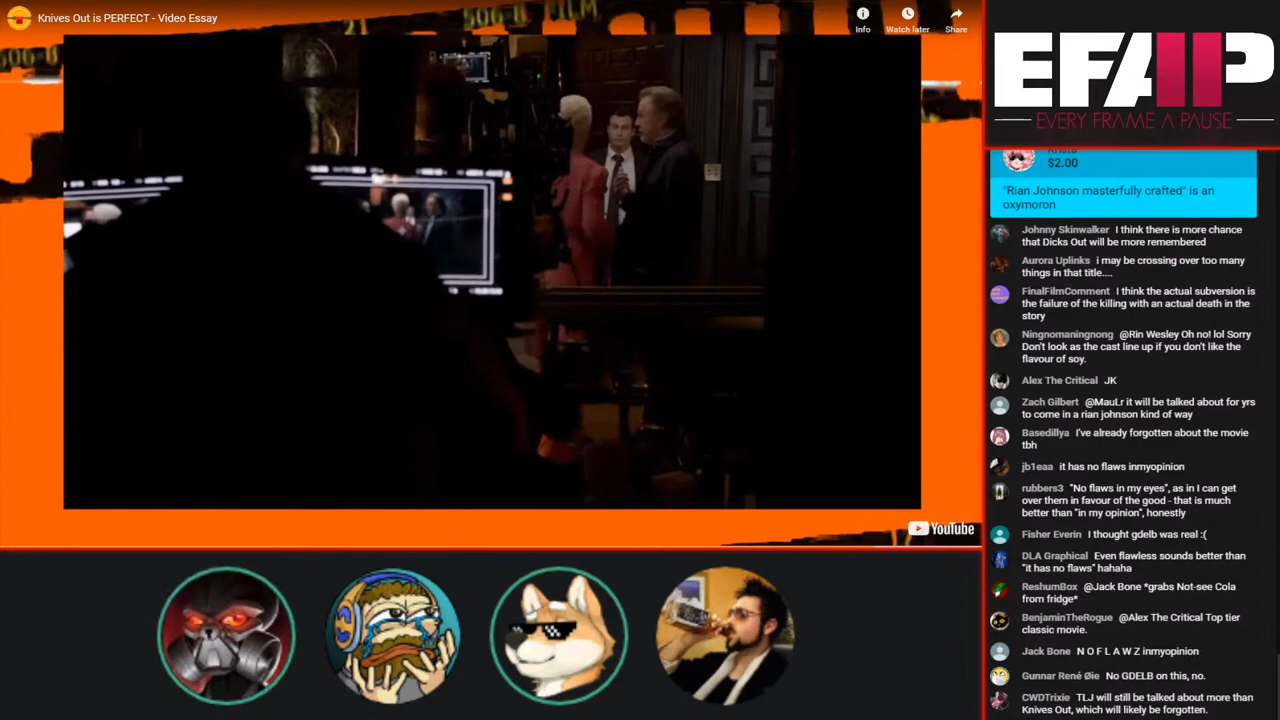 Knives Out is PERFECT - Video Essay
Info
Watch later
Share
EFAP
EVERY FRAME A PAUSE
$2.00
"Rian Johnson masterfully crafted" is an
oxymoron
Johnny Skinwalker I think there is more chance
that Dicks Out will be more remembered
Aurora Uplinks i may be crossing over too many
things in that title....
FinalFilmComment I think the actual subversion is
the failure of the killing with an actual death in the
story
Ningnomaningnong @Rin Wesley Oh no! lol Sorry
Don't look as the cast line up if you don't like the
flavour of soy.
Alex The Critical JK
Zach Gilbert @MauLr it will be talked about for yrs
to come in a rian johnson kind of way
Basedillya I've already forgotten about the movie
tbh
jb1eaa it has no flaws inmyopinion
rubbers3 "No flaws in my eyes", as in I can get
over them in favour of the good - that is much
better than "in my opinion", honestly
Fisher Everin I thought gdelb was real :(
DLA Graphical Even flawless sounds better than
"it has no flaws" hahaha
ReshumBox @Jack Bone *grabs Not-see Cola
from fridge*
BenjaminTheRogue @Alex The Critical Top tier
classic movie.
Jack Bone N O F L A W Z inmyopinion
Gunnar René Øie No GDELB on this, no.
CWDTrixie TLJ will still be talked about more than
Knives Out, which will likely be forgotten.
YouTube